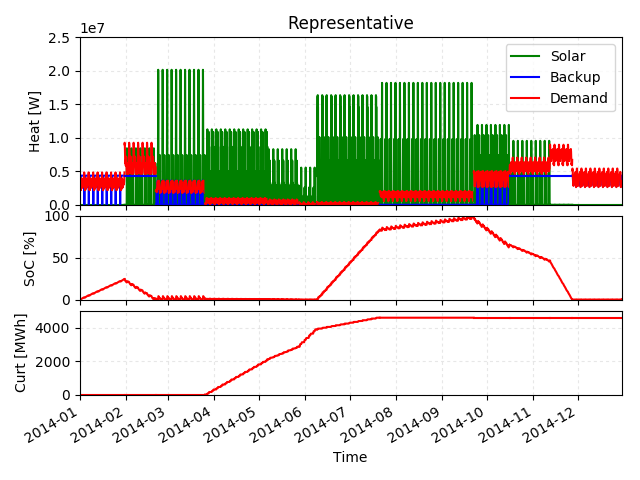 Representative
1e7
2.5
2.0
1.5
1.0
0.5
0.0
Heat [W]
Solar
Backup
Demand
100
50
0
SoC [%]
4000
2000
0
Curt [MWh]
2014-01
2014-02
2014-03
2014-04
2014-05
2014-06
2014-07
2014-08
2014-09
2014-10
2014-11
2014-12
Time